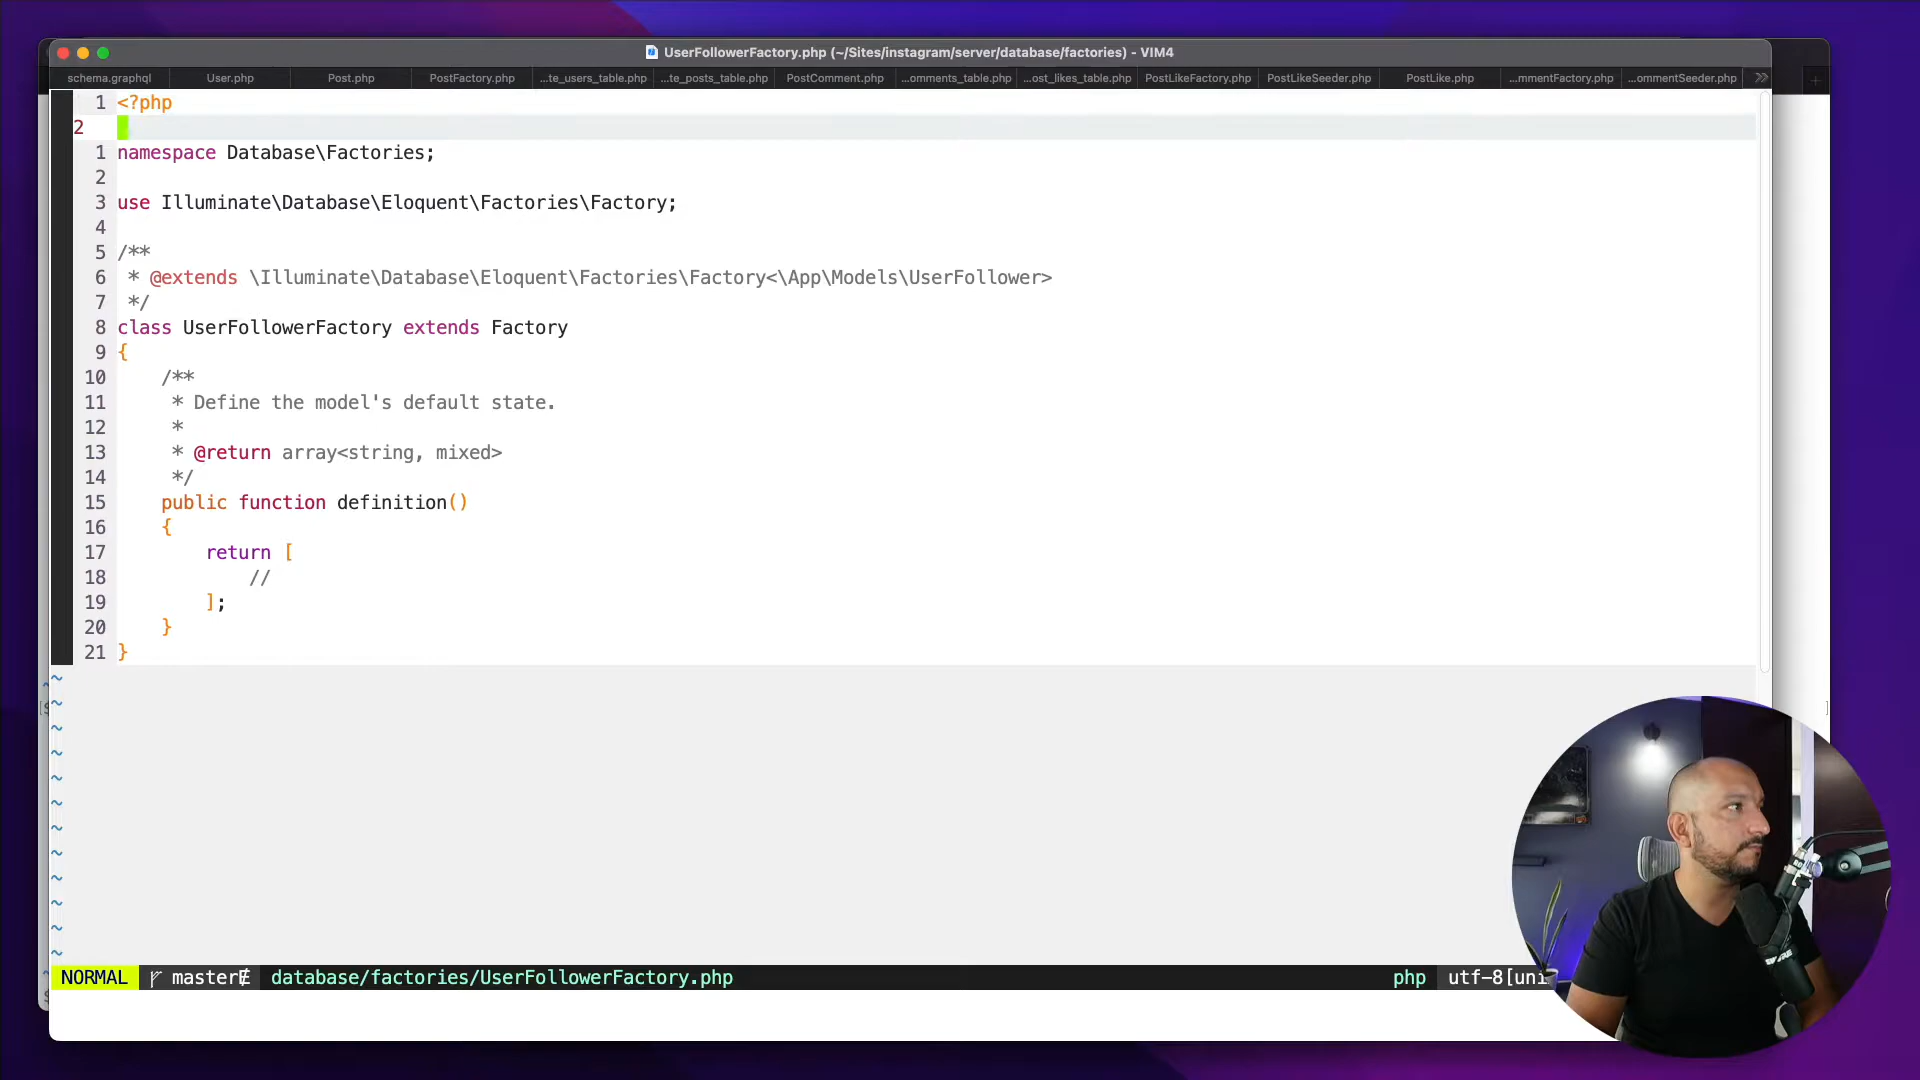 UserFollowerFactory.php (~/Sites/instagram/server/database/factories) - VIM4
schema.graphql User.php Post.php PostFactory.php ...te_users_table.php ...te_posts_table.php PostComment.php ...omments_table.php ...ost_likes_table.php PostLikeFactory.php PostLikeSeeder.php PostLike.php ...mmentFactory.php ...ommentSeeder.php
1 <?php
2
1 namespace Database\Factories;
2
3 use Illuminate\Database\Eloquent\Factories\Factory;
4
5 /**
6  * @extends \Illuminate\Database\Eloquent\Factories\Factory<\App\Models\UserFollower>
7  */
8 class UserFollowerFactory extends Factory
9 {
10     /**
11      * Define the model's default state.
12      *
13      * @return array<string, mixed>
14      */
15     public function definition()
16     {
17         return [
18             //
19         ];
20     }
21 }
~
~
~
~
~
~
~
~
~
~
~
~
NORMAL master database/factories/UserFollowerFactory.php php utf-8[uni